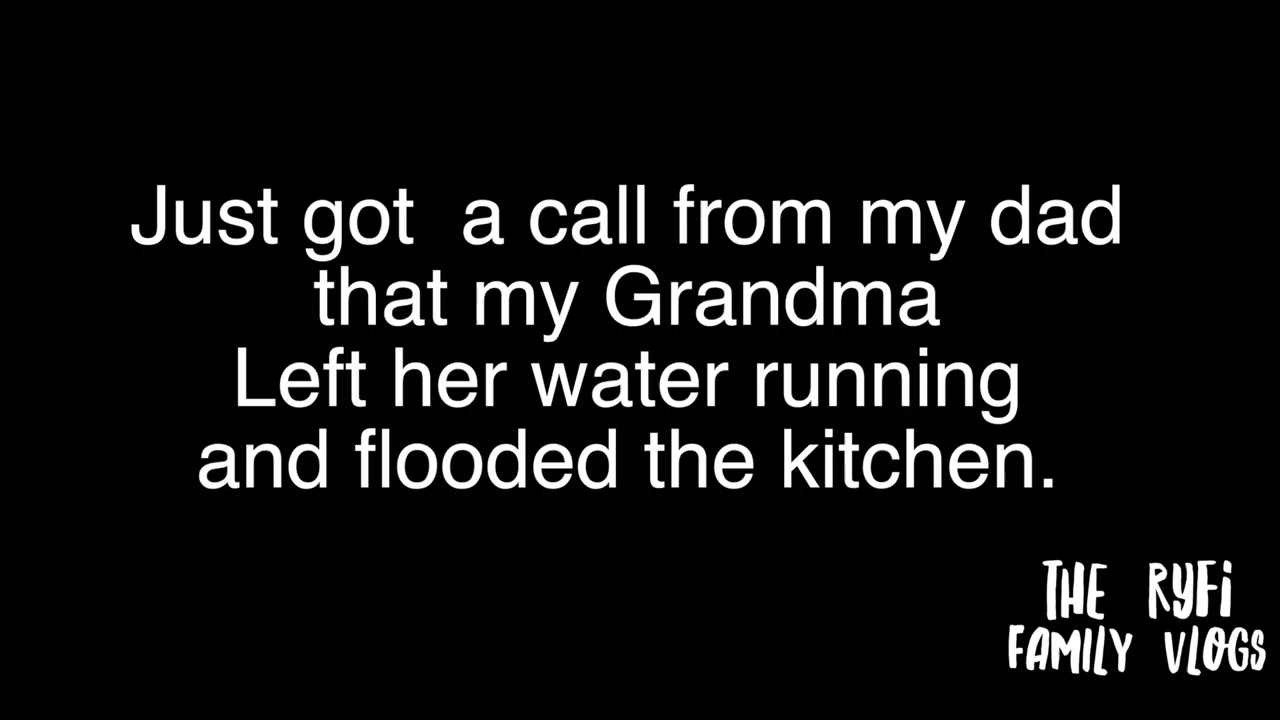 Just got  a call from my dad
that my Grandma
Left her water running
and flooded the kitchen.
THE RYFi
FAMILY VLOGS